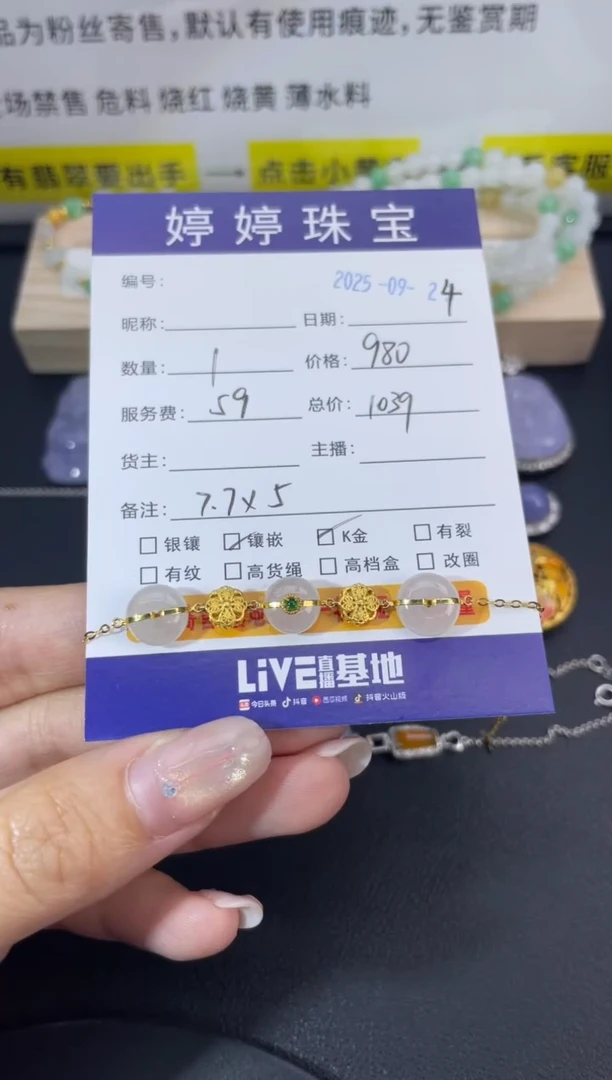 品为粉丝寄售，默认有使用痕迹，无鉴赏期
场禁售 危料 烧红 烧黄 薄水料
有翡翠要出手 → 点击小黄
客服
婷婷珠宝
编号： 2025-09-24
昵称： 日期：
数量： 1 价格： 980
服务费： 59 总价： 1039
货主： 主播：
备注： 7.7×5
银镶 镶嵌 K金 有裂
有纹 高货绳 高档盒 改圈
LiVE直播基地
今日头条 抖音 西瓜视频 抖音火山版